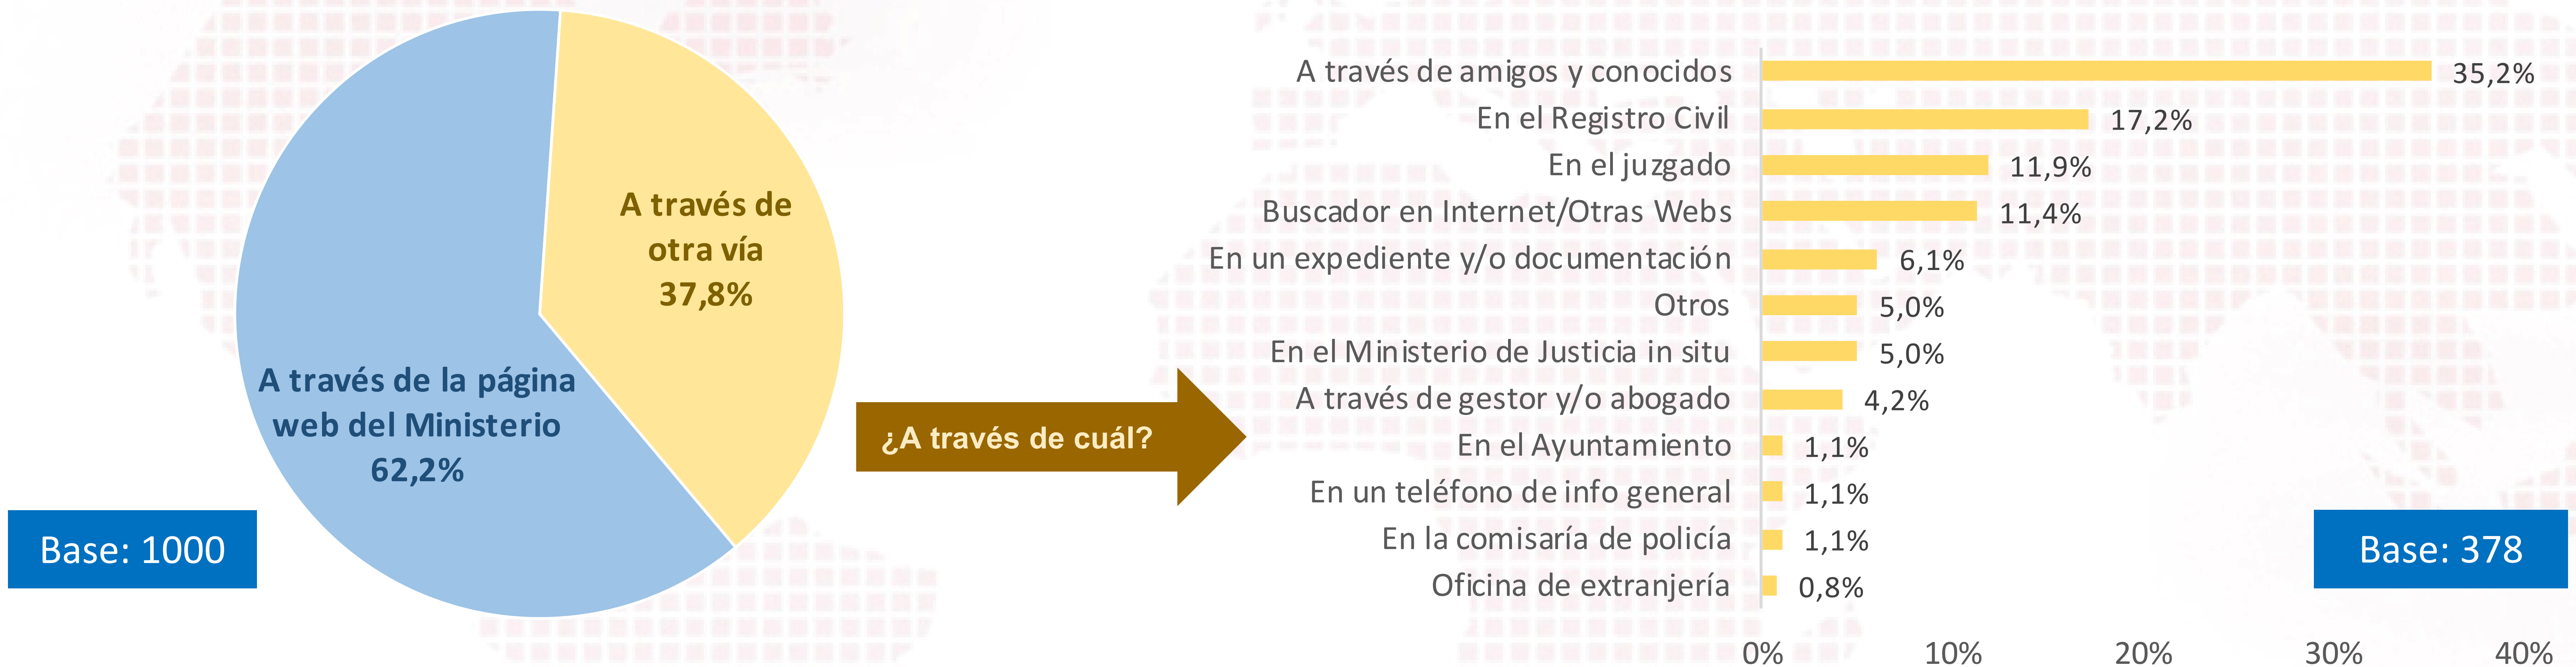 A través de
otra vía
37,8%
A través de la página
web del Ministerio
62,2%
Base: 1000
¿A través de cuál?
A través de amigos y conocidos 35,2%
En el Registro Civil 17,2%
En el juzgado 11,9%
Buscador en Internet/Otras Webs 11,4%
En un expediente y/o documentación 6,1%
Otros 5,0%
En el Ministerio de Justicia in situ 5,0%
A través de gestor y/o abogado 4,2%
En el Ayuntamiento 1,1%
En un teléfono de info general 1,1%
En la comisaría de policía 1,1%
Oficina de extranjería 0,8%
0% 10% 20% 30% 40%
Base: 378